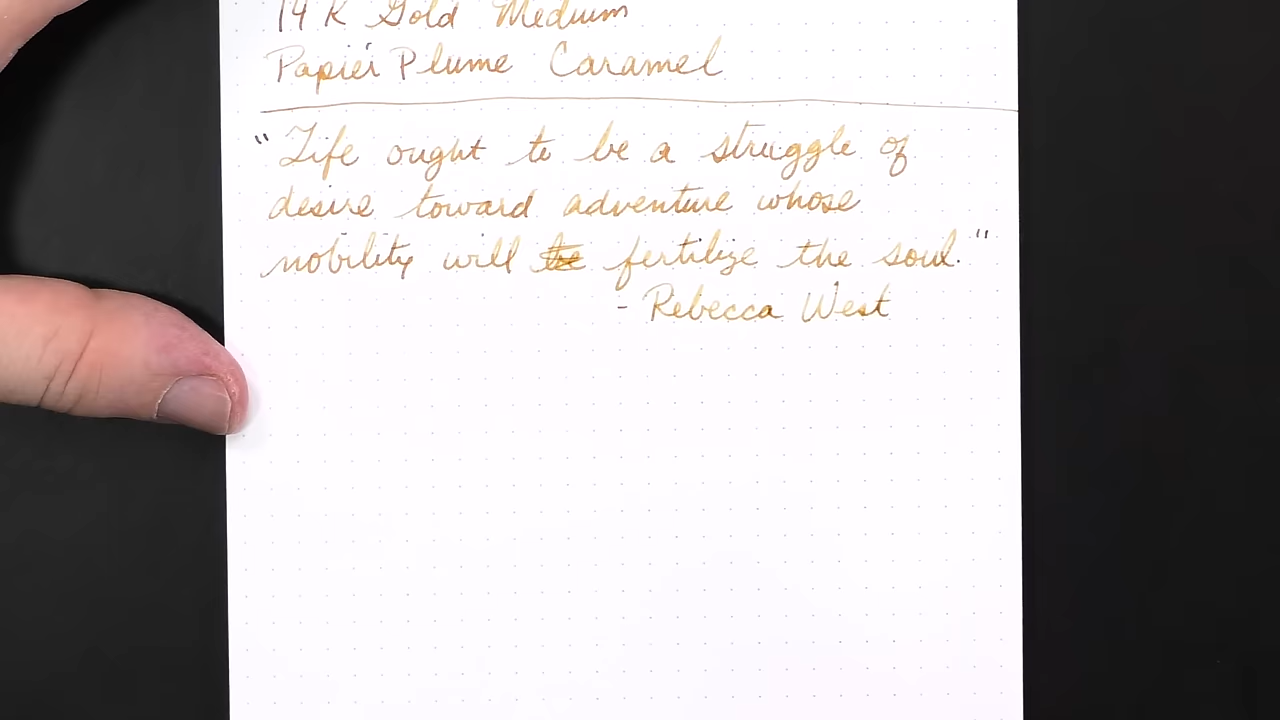 14 K Gold Medium
Papier Plume Caramel
"Life ought to be a struggle of
desire toward adventure whose
nobility will fertilize the soul."
- Rebecca West